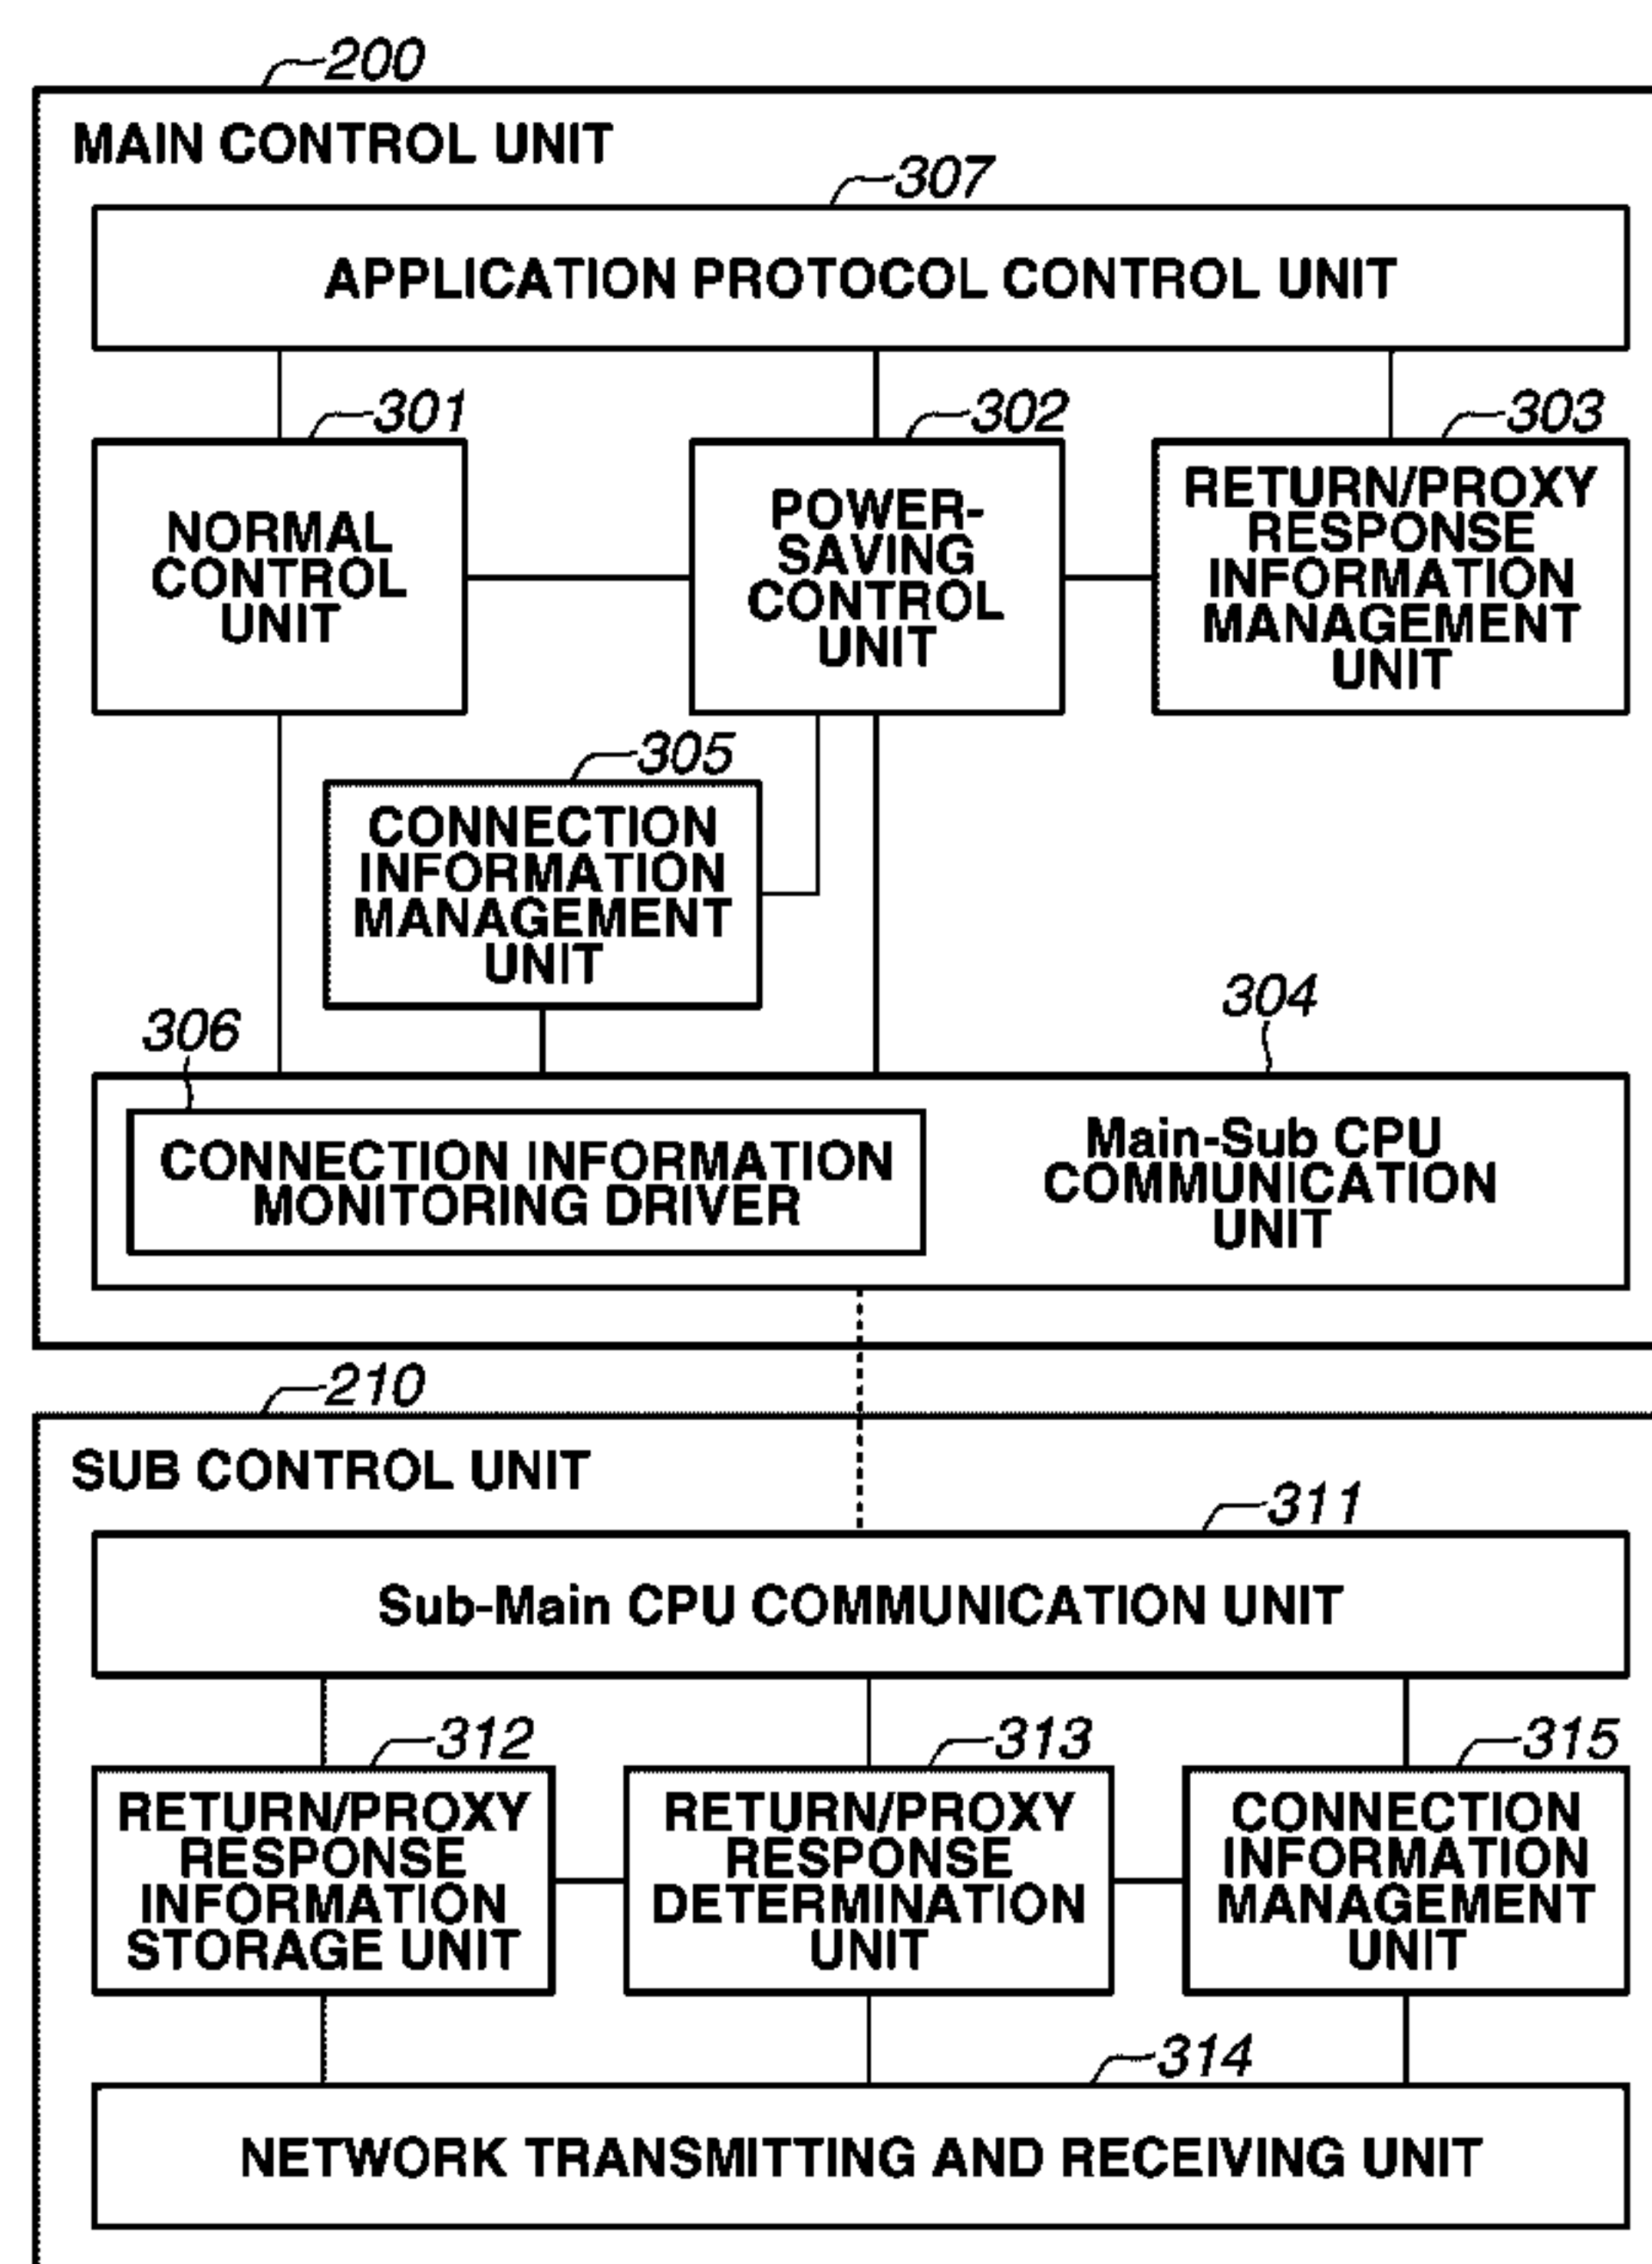 200
MAIN CONTROL UNIT
307
APPLICATION PROTOCOL CONTROL UNIT
301
NORMAL
CONTROL
UNIT
302
POWER-
SAVING
CONTROL
UNIT
303
RETURN/PROXY
RESPONSE
INFORMATION
MANAGEMENT
UNIT
305
CONNECTION
INFORMATION
MANAGEMENT
UNIT
306
CONNECTION INFORMATION
MONITORING DRIVER
304
Main-Sub CPU
COMMUNICATION
UNIT
210
SUB CONTROL UNIT
311
Sub-Main CPU COMMUNICATION UNIT
312
RETURN/PROXY
RESPONSE
INFORMATION
STORAGE UNIT
313
RETURN/PROXY
RESPONSE
DETERMINATION
UNIT
315
CONNECTION
INFORMATION
MANAGEMENT
UNIT
314
NETWORK TRANSMITTING AND RECEIVING UNIT